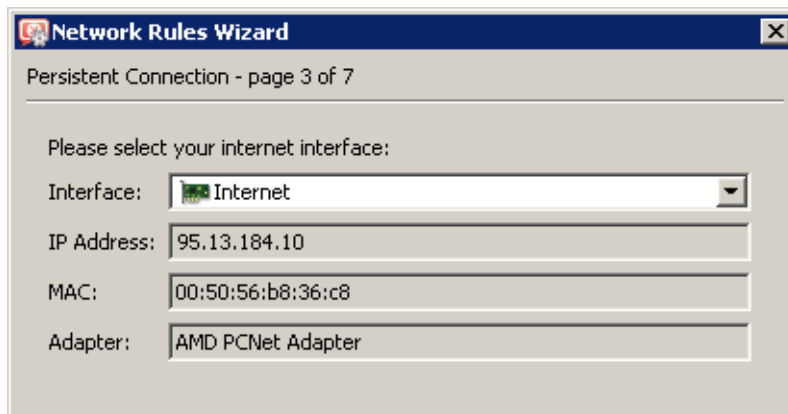 Network Rules Wizard
Persistent Connection - page 3 of 7
Please select your internet interface:
Interface: Internet
IP Address: 95.13.184.10
MAC: 00:50:56:b8:36:c8
Adapter: AMD PCNet Adapter